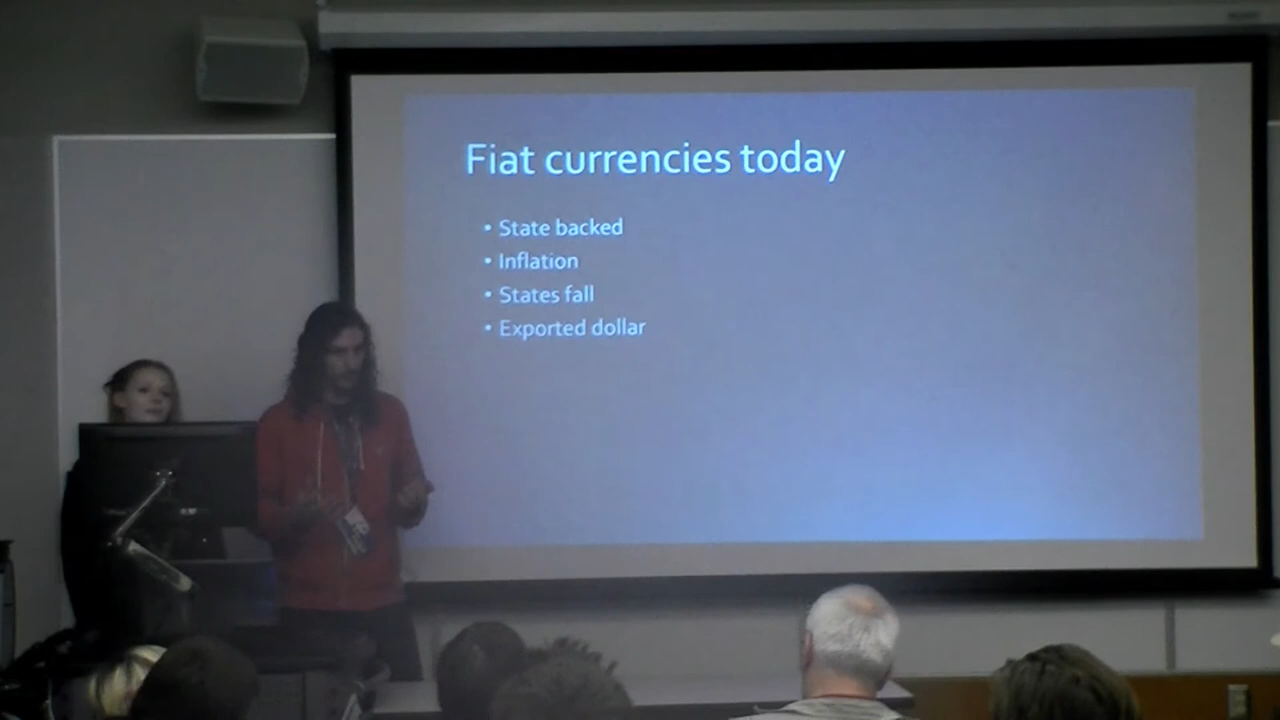 Fiat currencies today
• State backed
• Inflation
• States fall
• Exported dollar